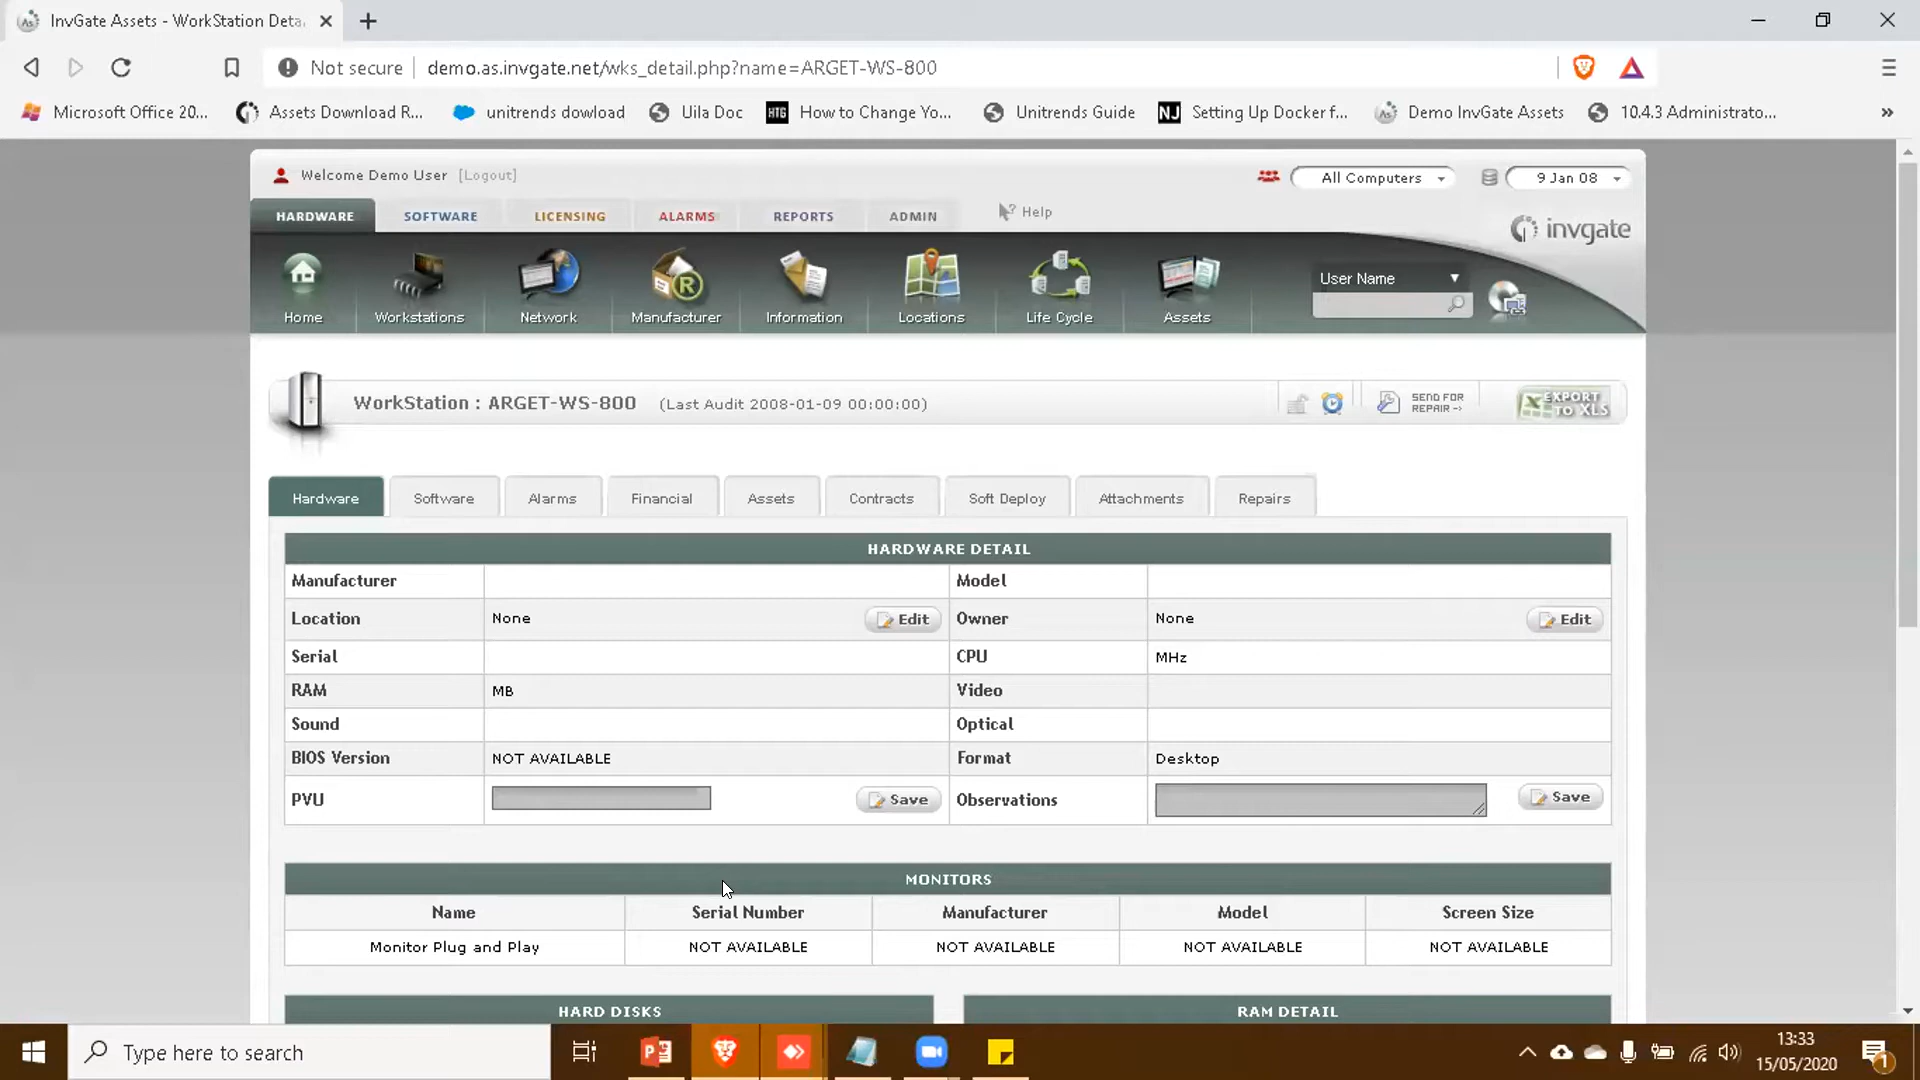 InvGate Assets - WorkStation Deta
Not secure
demo.as.invgate.net/wks_detail.php?name=ARGET-WS-800
Microsoft Office 20...
Assets Download R...
unitrends dowload
Uila Doc
HTG
How to Change Yo...
Unitrends Guide
NJ
Setting Up Docker f...
Demo InvGate Assets
10.4.3 Administrato...
»
Welcome Demo User [Logout]
All Computers
9 Jan 08
HARDWARE
SOFTWARE
LICENSING
ALARMS
REPORTS
ADMIN
Help
invgate
Home
Workstations
Network
Manufacturer
Information
Locations
Life Cycle
Assets
User Name
WorkStation : ARGET-WS-800 (Last Audit 2008-01-09 00:00:00)
SEND FOR
REPAIR ->
EXPORT
TO XLS
Hardware
Software
Alarms
Financial
Assets
Contracts
Soft Deploy
Attachments
Repairs
HARDWARE DETAIL
Manufacturer
Model
Location None Edit
Owner None Edit
Serial
CPU MHz
RAM MB
Video
Sound
Optical
BIOS Version NOT AVAILABLE
Format Desktop
PVU Save
Observations Save
MONITORS
Name Serial Number Manufacturer Model Screen Size
Monitor Plug and Play NOT AVAILABLE NOT AVAILABLE NOT AVAILABLE NOT AVAILABLE
HARD DISKS
RAM DETAIL
Type here to search
13:33
15/05/2020
1